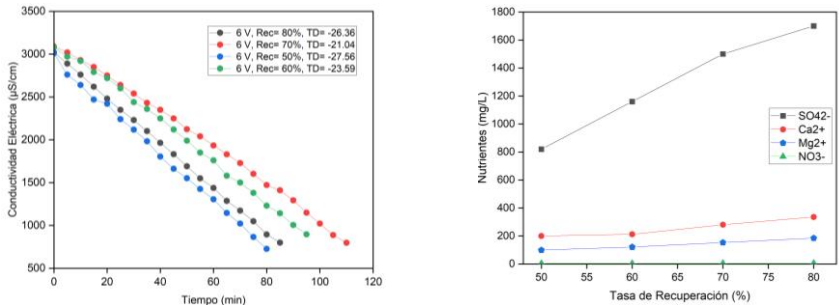 3500
3000
2500
2000
1500
1000
500
0
20
40
60
80
100
120
Conductividad Eléctrica (µS/cm)
Tiempo (min)
6 V, Rec= 80%, TD= -26.36
6 V, Rec= 70%, TD= -21.04
6 V, Rec= 50%, TD= -27.56
6 V, Rec= 60%, TD= -23.59
1800
1600
1400
1200
1000
800
600
400
200
0
50
55
60
65
70
75
80
Nutrientes (mg/L)
Tasa de Recuperación (%)
SO42-
Ca2+
Mg2+
NO3-